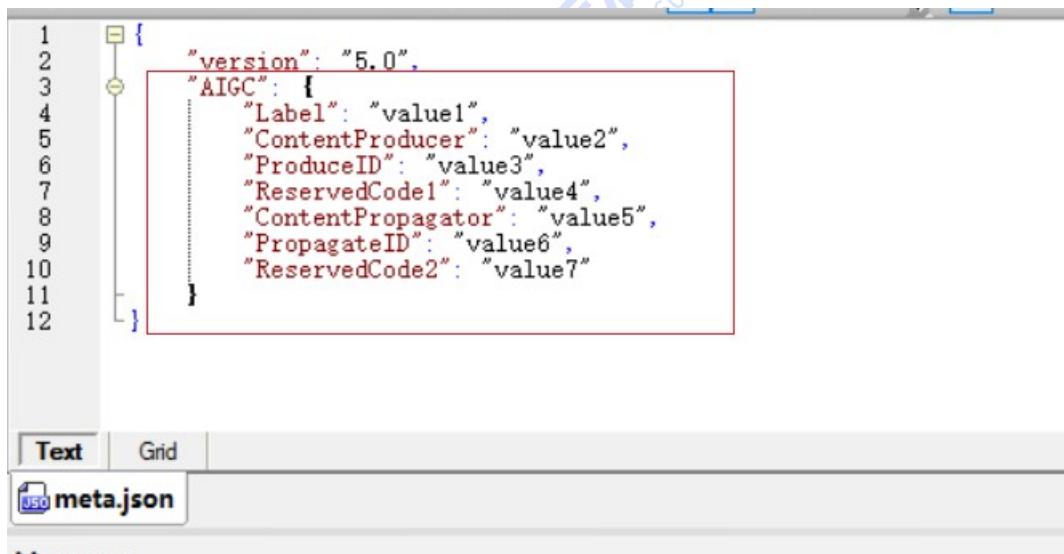 1 {
2 "version": "5.0",
3 "AIGC": {
4 "Label": "value1",
5 "ContentProducer": "value2",
6 "ProduceID": "value3",
7 "ReservedCode1": "value4",
8 "ContentPropagator": "value5",
9 "PropagateID": "value6",
10 "ReservedCode2": "value7"
11 }
12 }
Text Grid
JSO meta.json